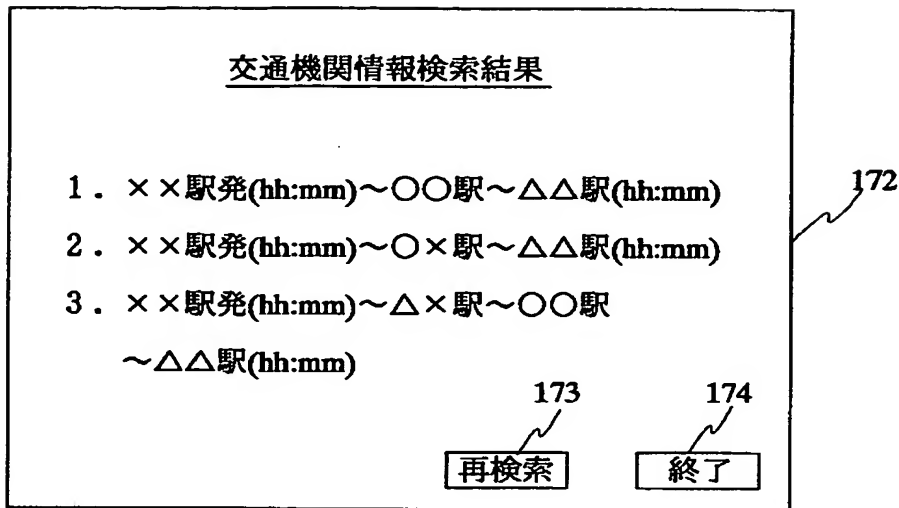 交通機関情報検索結果
1．××駅発(hh:mm)～○○駅～△△駅(hh:mm)
172
2．××駅発(hh:mm)～○×駅～△△駅(hh:mm)
3．××駅発(hh:mm)～△×駅～○○駅
～△△駅(hh:mm)
173 174
再検索 終了